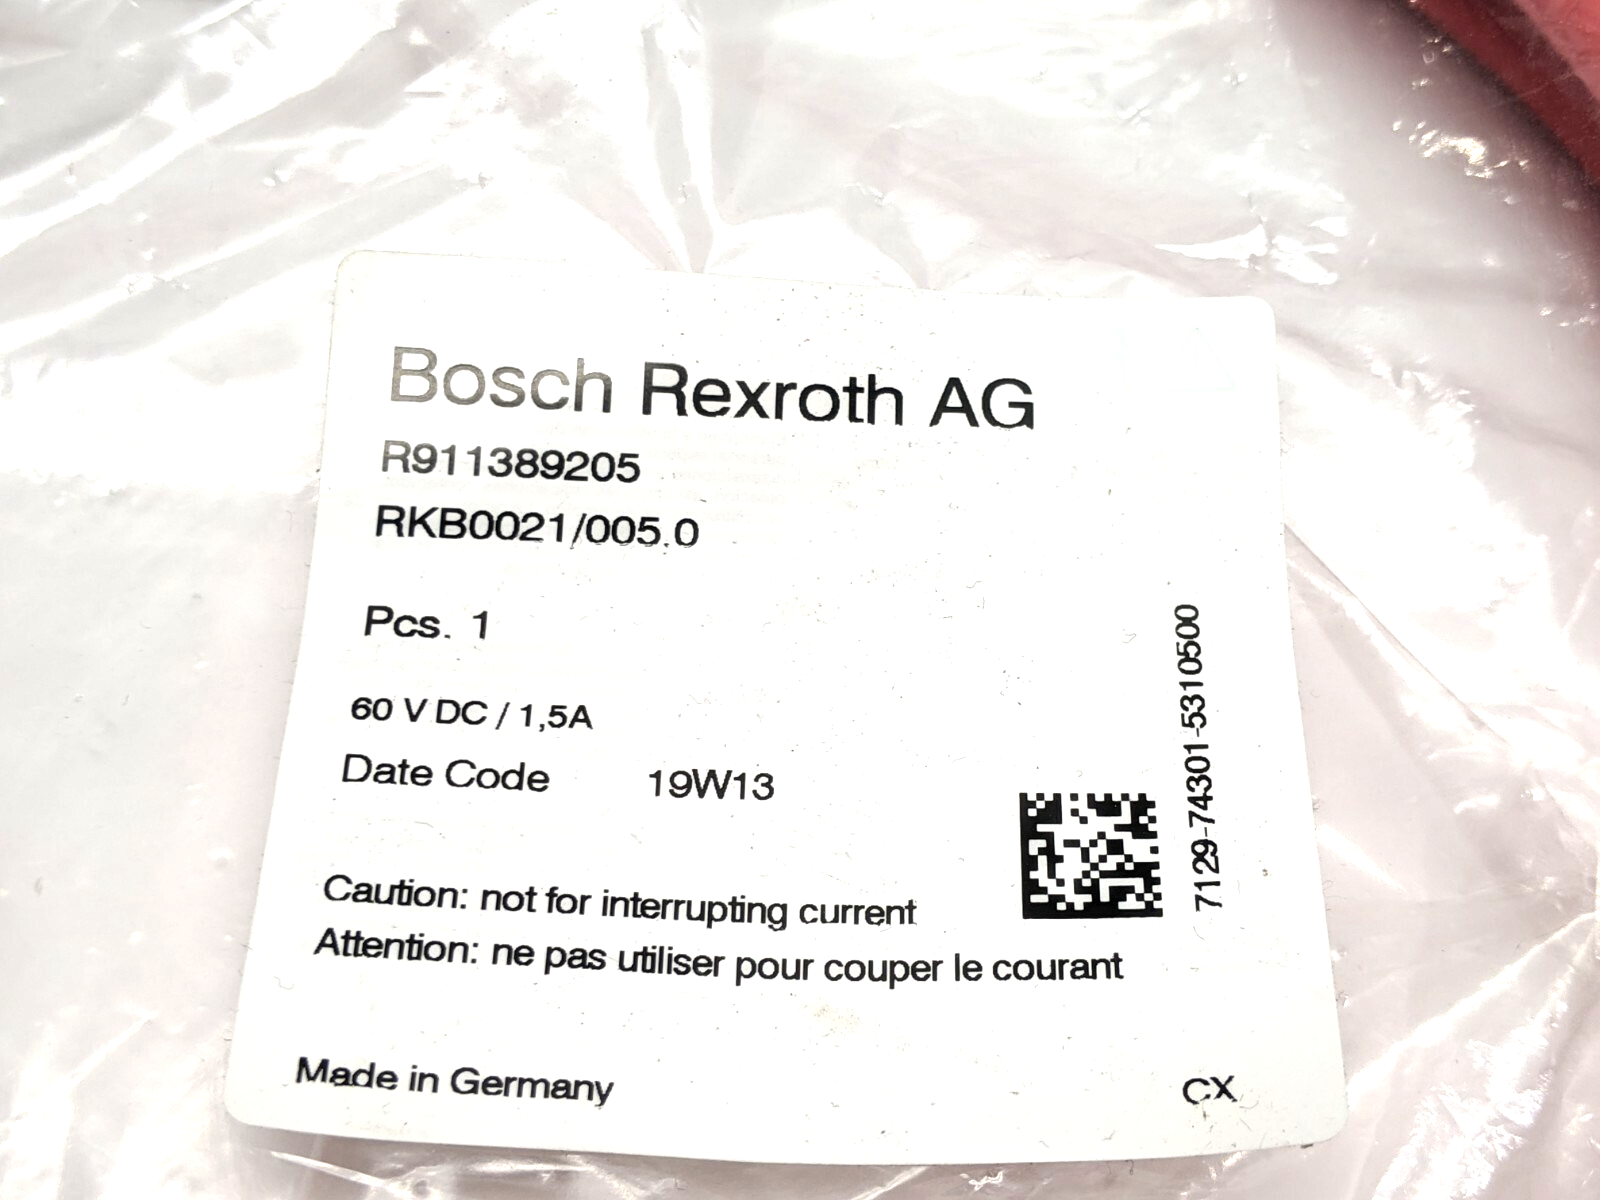 Bosch Rexroth AG
R911389205
RKB0021/005.0
Pcs. 1
60 V DC / 1,5A
Date Code 19W13
7129-74301-5310500
Caution: not for interrupting current
Attention: ne pas utiliser pour couper le courant
Made in Germany
CX